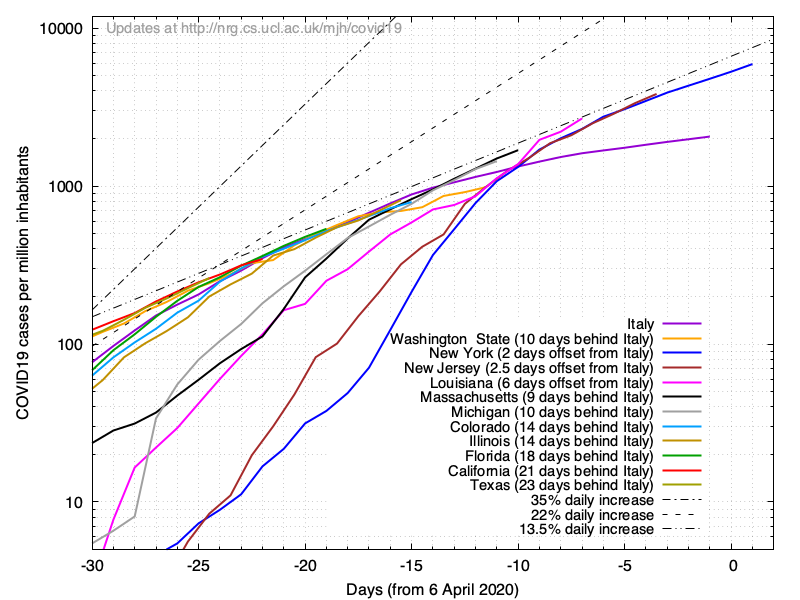 Updates at http://nrg.cs.ucl.ac.uk/mjh/covid19
10000
1000
100
10
COVID19 cases per million inhabitants
Italy
Washington State (10 days behind Italy)
New York (2 days offset from Italy)
New Jersey (2.5 days offset from Italy)
Louisiana (6 days offset from Italy)
Massachusetts (9 days behind Italy)
Michigan (10 days behind Italy)
Colorado (14 days behind Italy)
Illinois (14 days behind Italy)
Florida (18 days behind Italy)
California (21 days behind Italy)
Texas (23 days behind Italy)
35% daily increase
22% daily increase
13.5% daily increase
-30 -25 -20 -15 -10 -5 0
Days (from 6 April 2020)